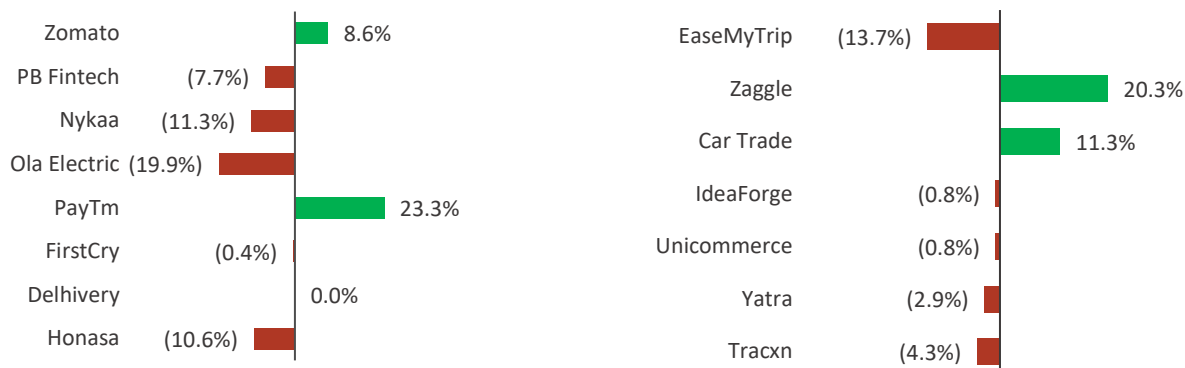 Zomato 8.6%
PB Fintech (7.7%)
Nykaa (11.3%)
Ola Electric (19.9%)
PayTm 23.3%
FirstCry (0.4%)
Delhivery 0.0%
Honasa (10.6%)
EaseMyTrip (13.7%)
Zaggle 20.3%
Car Trade 11.3%
IdeaForge (0.8%)
Unicommerce (0.8%)
Yatra (2.9%)
Tracxn (4.3%)